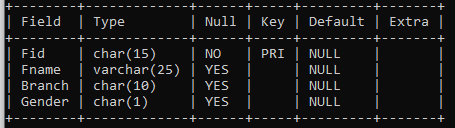 +--------+-------------+------+-----+---------+-------+
| Field  | Type        | Null | Key | Default | Extra |
+--------+-------------+------+-----+---------+-------+
| Fid    | char(15)    | NO   | PRI | NULL    |       |
| Fname  | varchar(25) | YES  |     | NULL    |       |
| Branch | char(10)    | YES  |     | NULL    |       |
| Gender | char(1)     | YES  |     | NULL    |       |
+--------+-------------+------+-----+---------+-------+